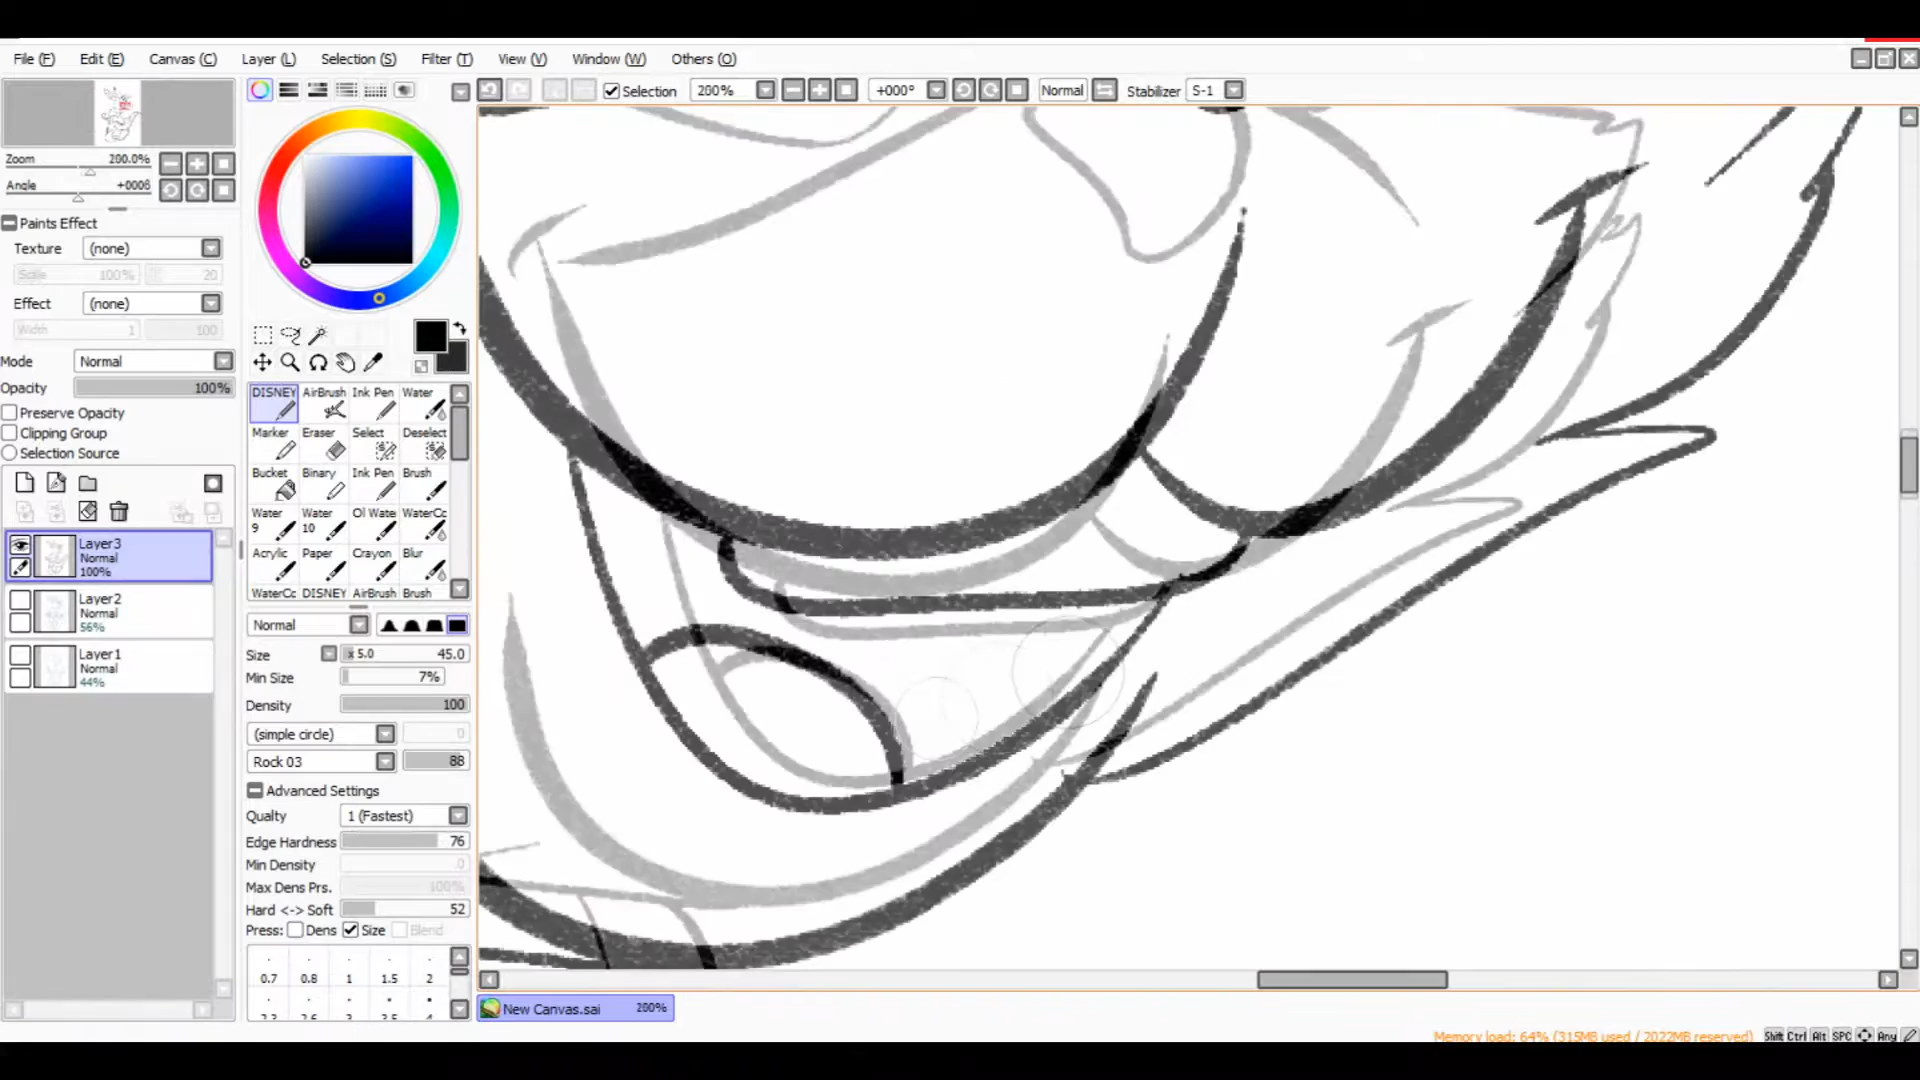 File (F) Edit (E) Canvas (C) Layer (L) Selection (S) Filter (T) View (V) Window (W) Others (O)
Selection 200% +000° Normal Stabilizer S-1
Zoom 200.0%
Angle
Paints Effect
Texture (none)
Scale 100% 20
Effect (none)
Width 1 100
Mode Normal
Opacity 100%
Preserve Opacity
Clipping Group
Selection Source
Layer3
Normal
100%
Layer2
Normal
56%
Layer1
Normal
44%
DISNEY AirBrush Ink Pen Water
Marker Eraser Select Deselect
Bucket Binary Ink Pen Brush
Water 9 Water 10 Ol Wate WaterCc
Acrylic Paper Crayon Blur
WaterCc DISNEY AirBrush Brush
Normal
Size x 5.0 45.0
Min Size 7%
Density 100
(simple circle) 0
Rock 03 88
Advanced Settings
Qualty 1 (Fastest)
Edge Hardness 76
Min Density 0
Max Dens Prs. 100%
Hard <-> Soft 52
Press: Dens Size Blend
0.7 0.8 1 1.5 2
New Canvas.sai 200%
Memory load: 64% (315MB used / 2022MB reserved) Shift Ctrl Alt SPC Any